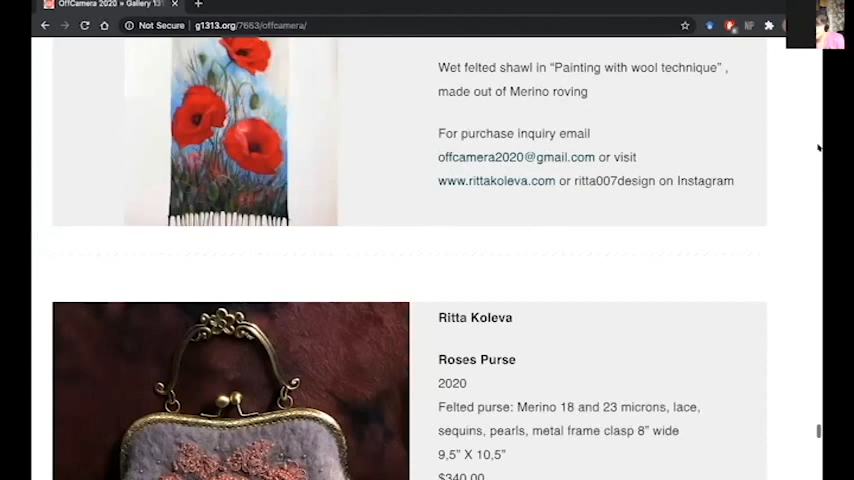 OffCamera 2020 » Gallery 131
Not Secure
g1313.org/7663/offcamera/
NP
Wet felted shawl in “Painting with wool technique” ,
made out of Merino roving
For purchase inquiry email
offcamera2020@gmail.com or visit
www.rittakoleva.com or ritta007design on Instagram
Ritta Koleva
Roses Purse
2020
Felted purse: Merino 18 and 23 microns, lace,
sequins, pearls, metal frame clasp 8” wide
9,5” X 10,5”
$340.00